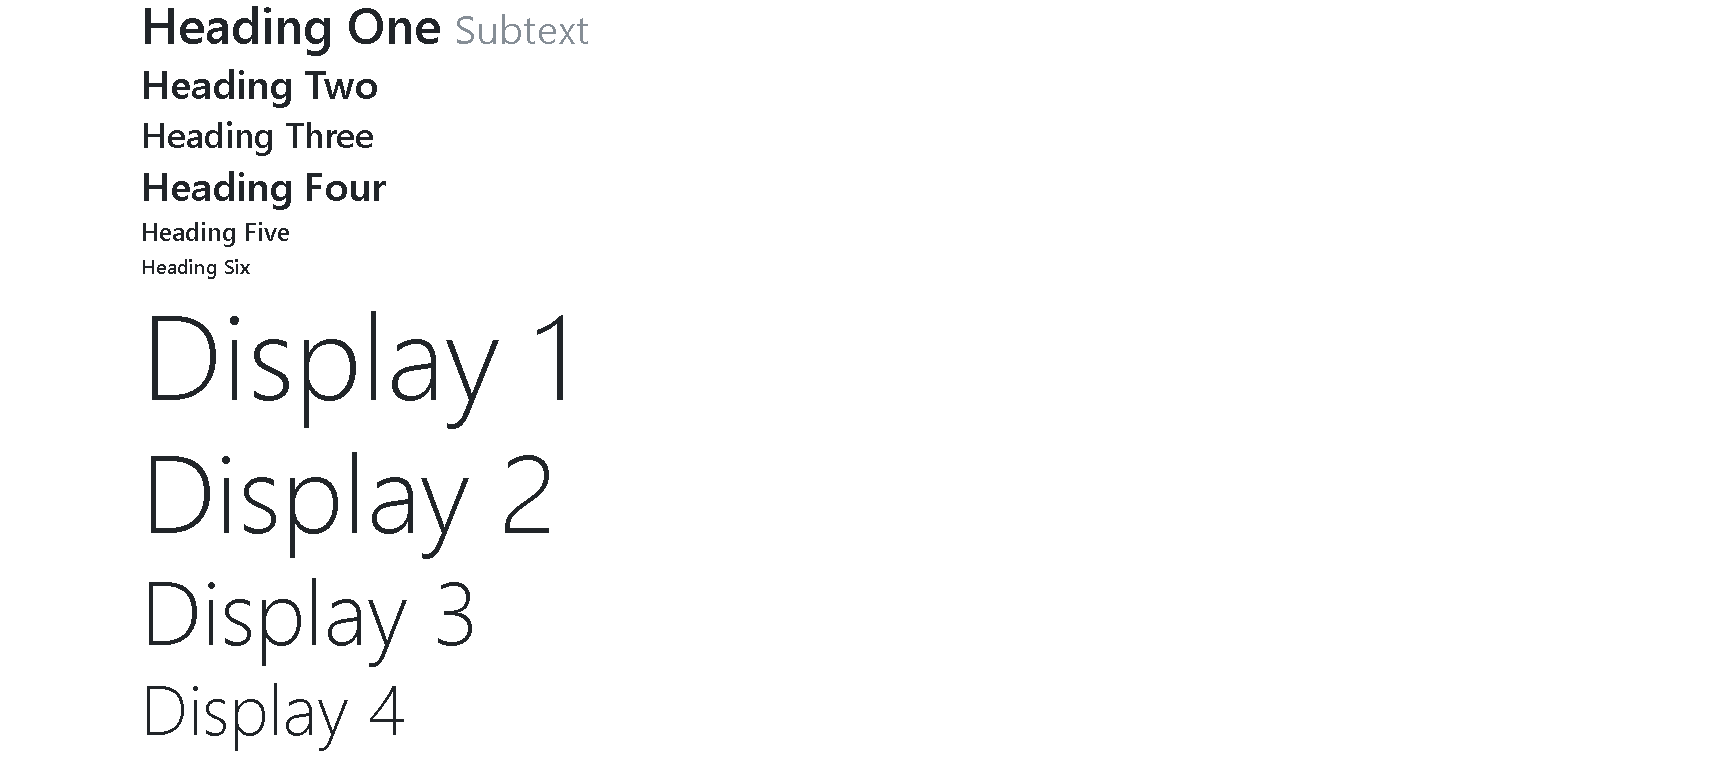 Heading One Subtext
Heading Two
Heading Three
Heading Four
Heading Five
Heading Six
Display 1
Display 2
Display 3
Display 4